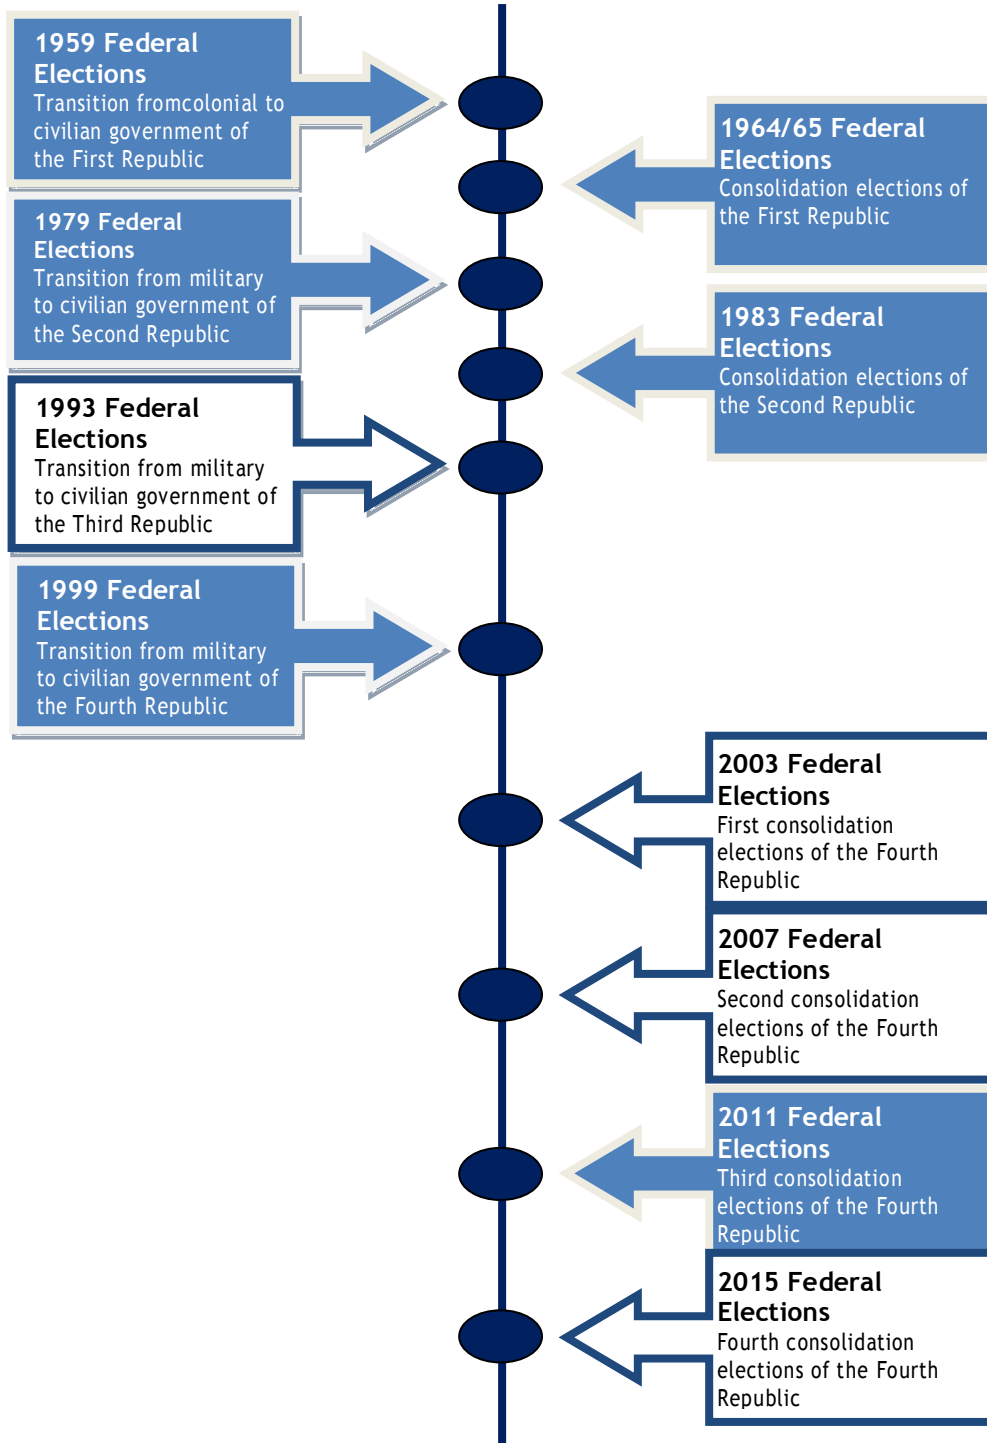 1959 Federal
Elections
Transition fromcolonial to
civilian government of
the First Republic
1964/65 Federal
Elections
Consolidation elections of
the First Republic
1979 Federal
Elections
Transition from military
to civilian government of
the Second Republic
1983 Federal
Elections
Consolidation elections of
the Second Republic
1993 Federal
Elections
Transition from military
to civilian government of
the Third Republic
1999 Federal
Elections
Transition from military
to civilian government of
the Fourth Republic
2003 Federal
Elections
First consolidation
elections of the Fourth
Republic
2007 Federal
Elections
Second consolidation
elections of the Fourth
Republic
2011 Federal
Elections
Third consolidation
elections of the Fourth
Republic
2015 Federal
Elections
Fourth consolidation
elections of the Fourth
Republic